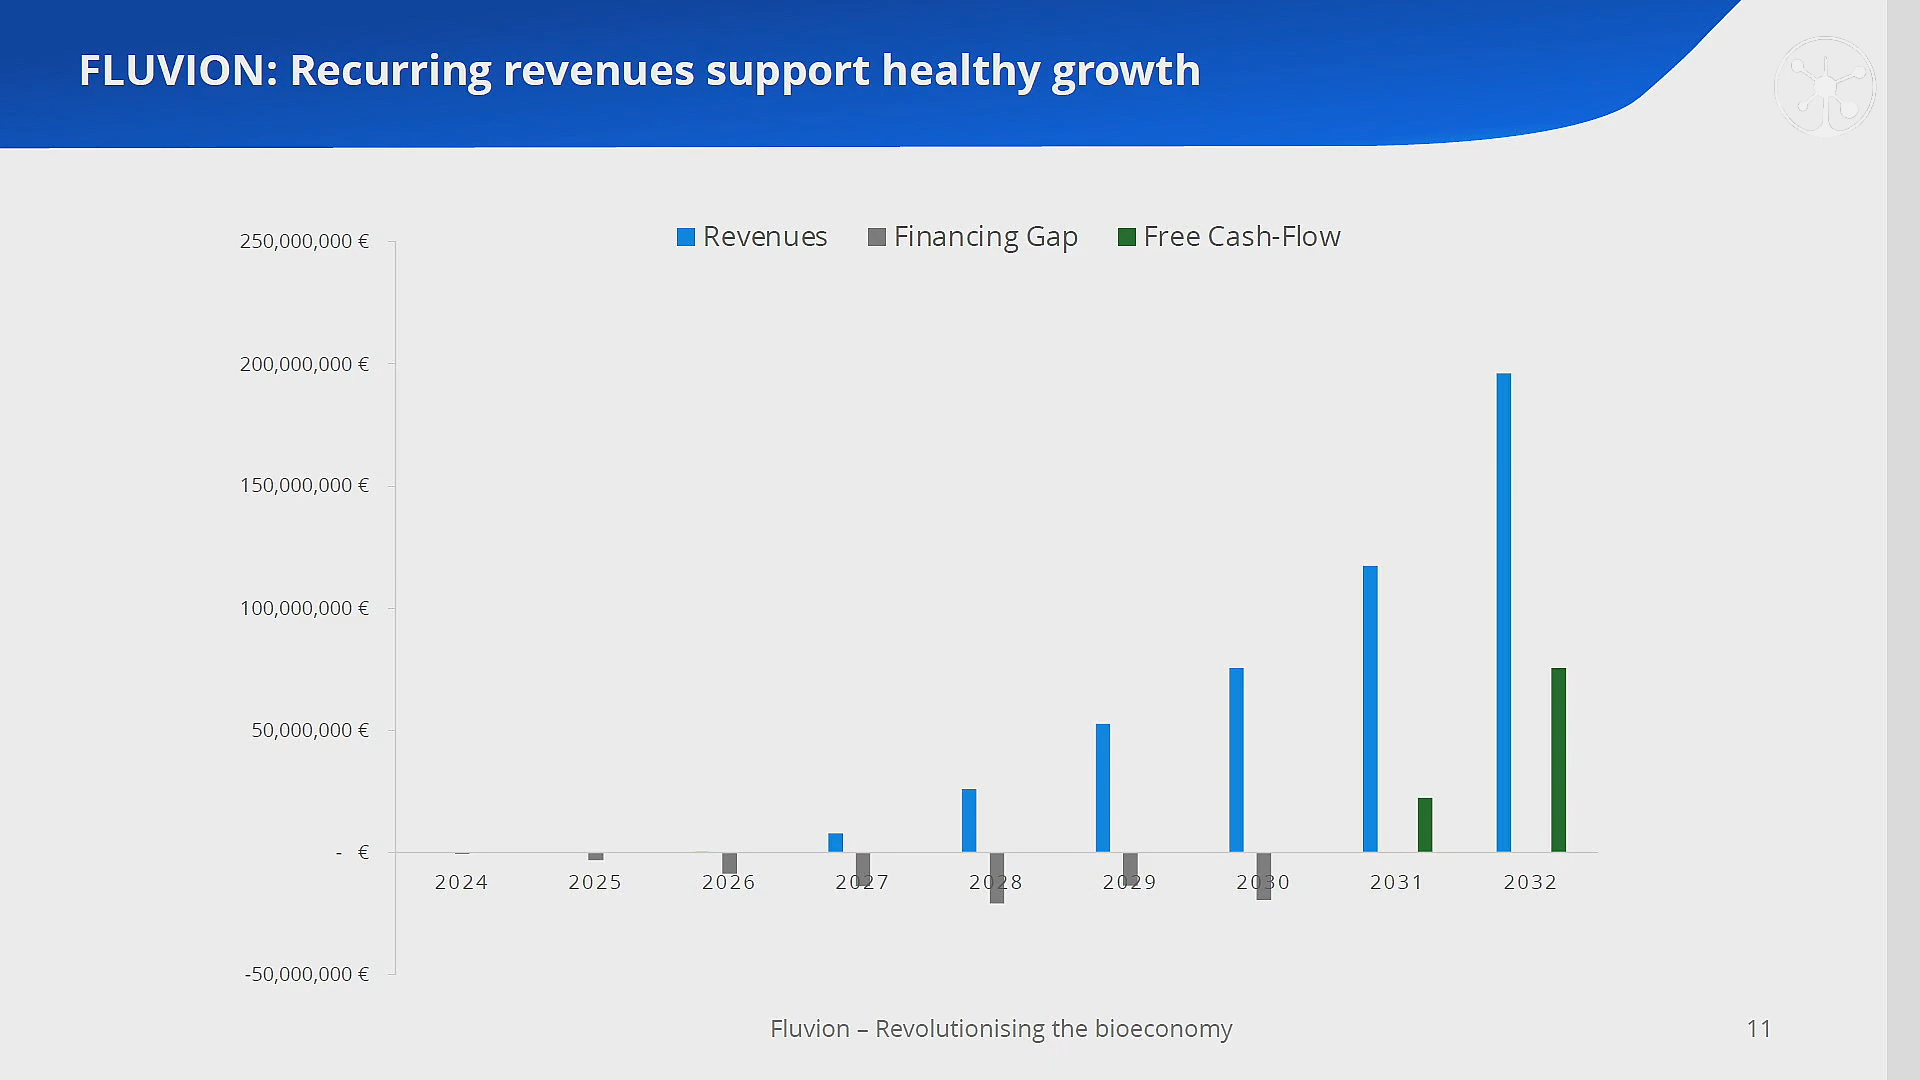 FLUVION: Recurring revenues support healthy growth
Revenues Financing Gap Free Cash-Flow
250,000,000 €
200,000,000 €
150,000,000 €
100,000,000 €
50,000,000 €
- €
2024 2025 2026 2027 2028 2029 2030 2031 2032
-50,000,000 €
Fluvion – Revolutionising the bioeconomy
11